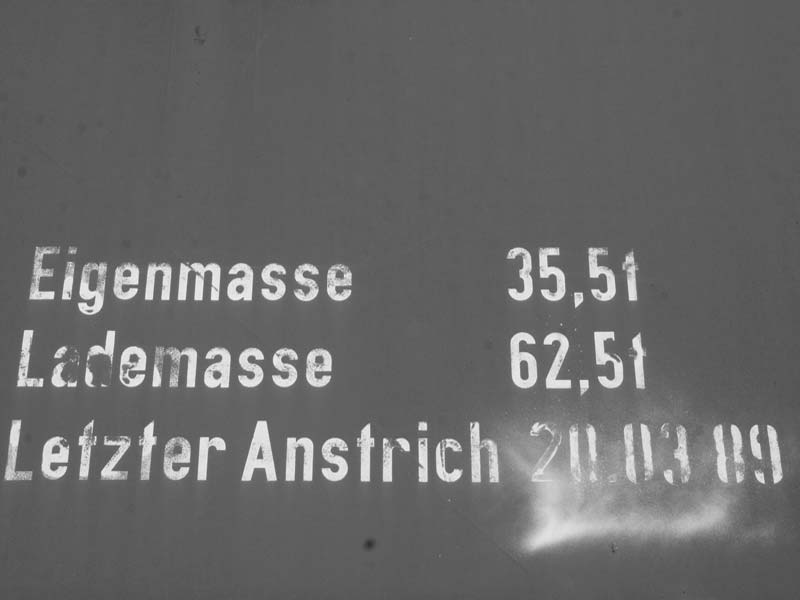 Eigenmasse 35,5t
Lademasse 62,5t
Letzter Anstrich 20.03 89